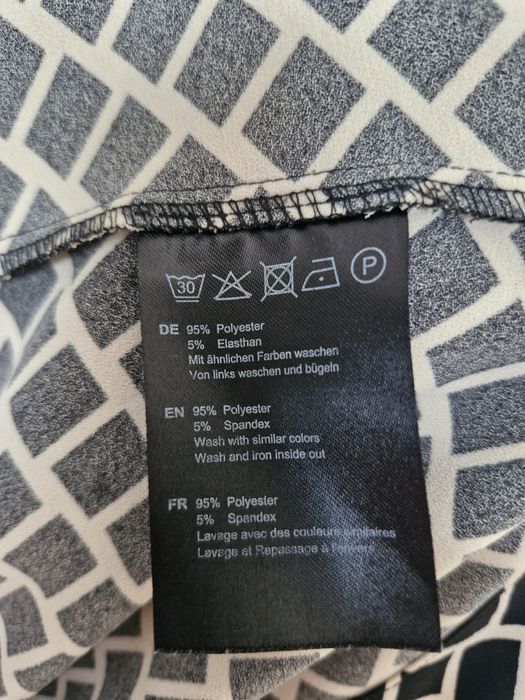 30 P
DE 95% Polyester
5% Elasthan
Mit ähnlichen Farben waschen
Von links waschen und bügeln
EN 95% Polyester
5% Spandex
Wash with similar colors
Wash and iron inside out
FR 95% Polyester
5% Spandex
Lavage avec des couleurs similaires
Lavage et Repassage à l'envers